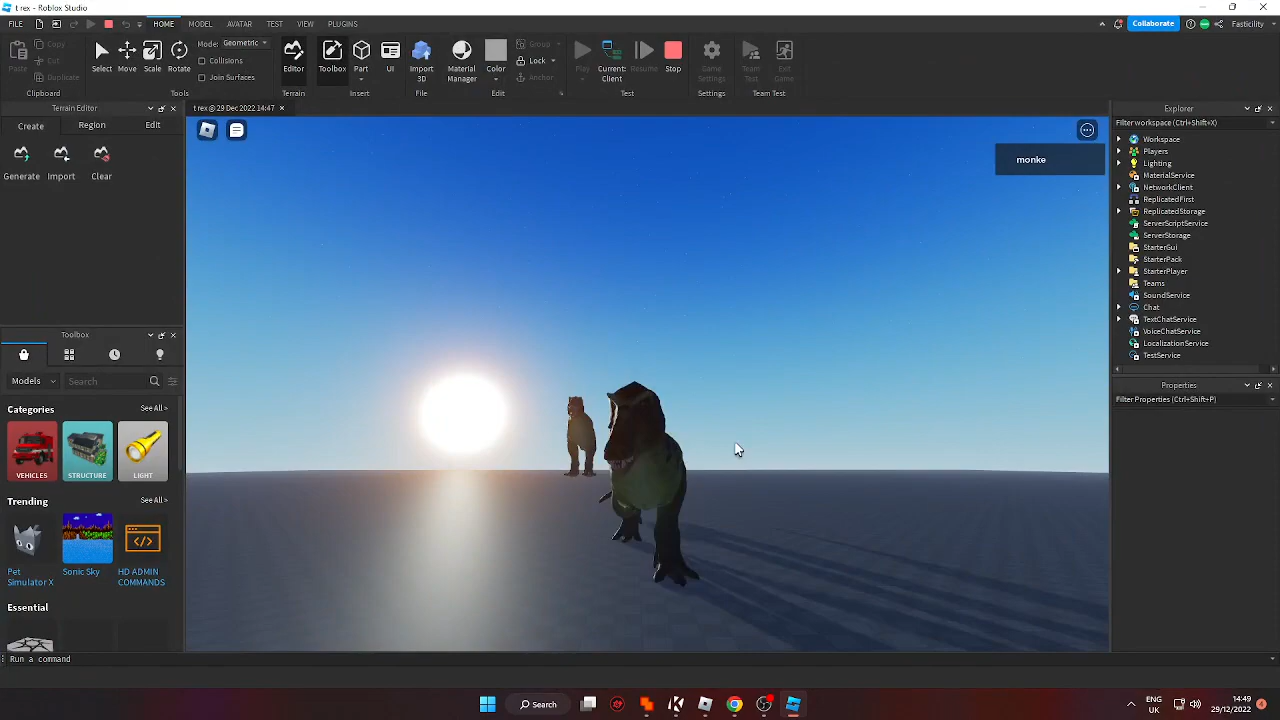 t rex - Roblox Studio
FILE HOME MODEL AVATAR TEST VIEW PLUGINS Collaborate Fasticility
Paste Copy Cut Duplicate Select Move Scale Rotate Mode: Geometric Collisions Join Surfaces Editor Toolbox Part UI Import 3D Material Manager Color Group Lock Anchor Play Current: Client Resume Stop Game Settings Team Test Exit Game
Clipboard Tools Terrain Insert File Edit Test Settings Team Test
Terrain Editor
Create Region Edit
Generate Import Clear
t rex @ 29 Dec 2022 14:47
monke
Toolbox
Models Search
Categories See All >
VEHICLES STRUCTURE LIGHT
Trending See All >
Pet Simulator X
Sonic Sky
HD ADMIN COMMANDS
Essential
Explorer
Filter workspace (Ctrl+Shift+X)
Workspace
Players
Lighting
MaterialService
NetworkClient
ReplicatedFirst
ReplicatedStorage
ServerScriptService
ServerStorage
StarterGui
StarterPack
StarterPlayer
Teams
SoundService
Chat
TextChatService
VoiceChatService
LocalizationService
TestService
Properties
Filter Properties (Ctrl+Shift+P)
Run a command
Search
ENG
UK
14:49
29/12/2022
4